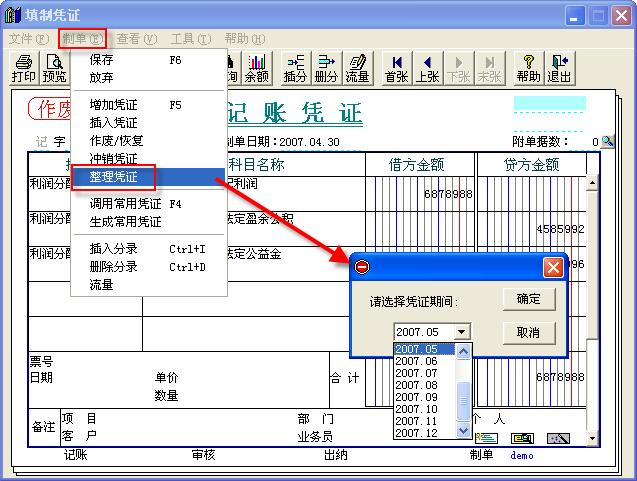 填制凭证
文件(F) 制单(E) 查看(V) 工具(T) 帮助(H)
打印 预览 询 余额 插分 删分 流量 首张 上张 下张 末张 帮助 退出
保存 F6
放弃
增加凭证 F5
插入凭证
作废/恢复
冲销凭证
整理凭证
调用常用凭证 F4
生成常用凭证
插入分录 Ctrl+I
删除分录 Ctrl+D
流量
作废
记 账 凭 证
记 字
制单日期:2007.04.30
附单据数: 0
科目名称 借方金额 贷方金额
利润分配
利润 6878988
利润分配
法定盈余公积 4585992
利润分配
法定公益金 96
请选择凭证期间:
确定
取消
2007.05
2007.05
2007.06
2007.07
2007.08
2007.09
2007.10
2007.11
2007.12
票号
日期
单价
数量
合 计
6878988
备注
项 目
客 户
部 门
业务员
个 人
记账 审核 出纳 制单 demo